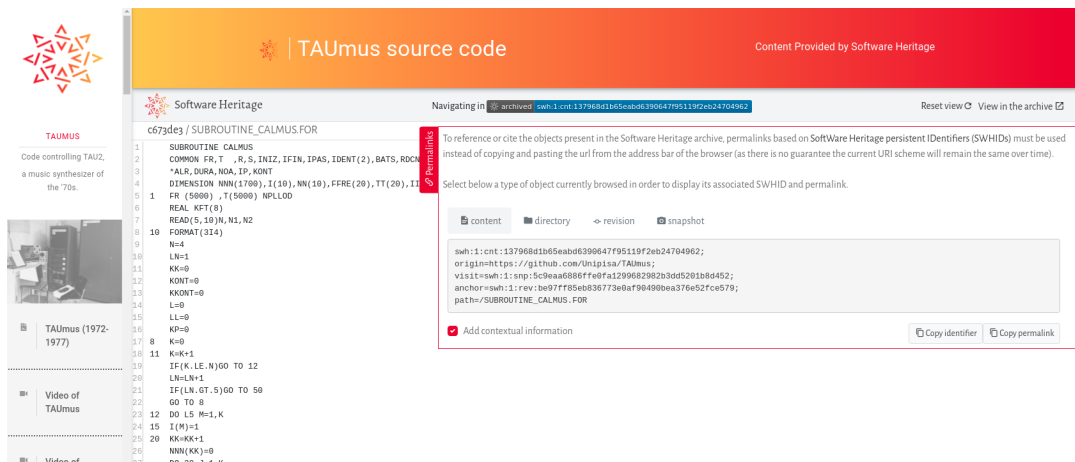 TAUmus source code
Content Provided by Software Heritage
Software Heritage
Navigating in archived swh:1:cnt:137968d1b65eabd6390647f95119f2eb24704962
Reset view View in the archive
TAUMUS
Code controlling TAU2,
a music synthesizer of
the '70s.
TAUmus (1972-
1977)
Video of
TAUmus
Video of
c673de3 / SUBROUTINE_CALMUS.FOR
1 SUBROUTINE CALMUS
2 COMMON FR,T ,R,S,INIZ,IFIN,IPAS,IDENT(2),BATS,RDCN
3 *ALR,DURA,NOA,IP,KONT
4 DIMENSION NNN(1700),I(10),NN(10),FFRE(20),TT(20),II
5 1 FR (5000) ,T(5000) NPLLOD
6 REAL KFT(8)
7 READ(5,10)N,N1,N2
8 10 FORMAT(3I4)
9 N=4
10 LN=1
11 KK=0
12 KONT=0
13 KKONT=0
14 L=0
15 LL=0
16 KP=0
17 8 K=0
18 11 K=K+1
19 IF(K.LE.N)GO TO 12
20 LN=LN+1
21 IF(LN.GT.5)GO TO 50
22 GO TO 8
23 12 DO L5 M=1,K
24 15 I(M)=1
25 20 KK=KK+1
26 NNN(KK)=0
Permalinks
To reference or cite the objects present in the Software Heritage archive, permalinks based on SoftWare Heritage persistent IDentifiers (SWHIDs) must be used
instead of copying and pasting the url from the address bar of the browser (as there is no guarantee the current URI scheme will remain the same over time).
Select below a type of object currently browsed in order to display its associated SWHID and permalink.
content directory revision snapshot
swh:1:cnt:137968d1b65eabd6390647f95119f2eb24704962;
origin=https://github.com/Unipisa/TAUmus;
visit=swh:1:snp:5c9eaa6886ffe0fa1299682982b3dd5201b8d452;
anchor=swh:1:rev:be97ff85eb836773e0af90490bea376e52fce579;
path=/SUBROUTINE_CALMUS.FOR
Add contextual information
Copy identifier Copy permalink